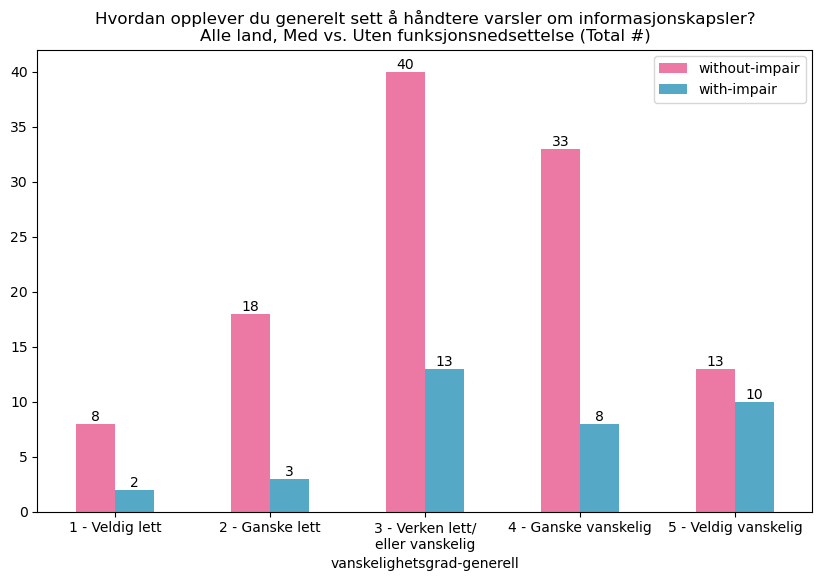 Hvordan opplever du generelt sett å håndtere varsler om informasjonskapsler?
Alle land, Med vs. Uten funksjonsnedsettelse (Total #)
without-impair
with-impair
40
35
30
25
20
15
10
5
0
8
2
18
3
40
13
33
8
13
10
1 - Veldig lett
2 - Ganske lett
3 - Verken lett/
eller vanskelig
4 - Ganske vanskelig
5 - Veldig vanskelig
vanskelighetsgrad-generell